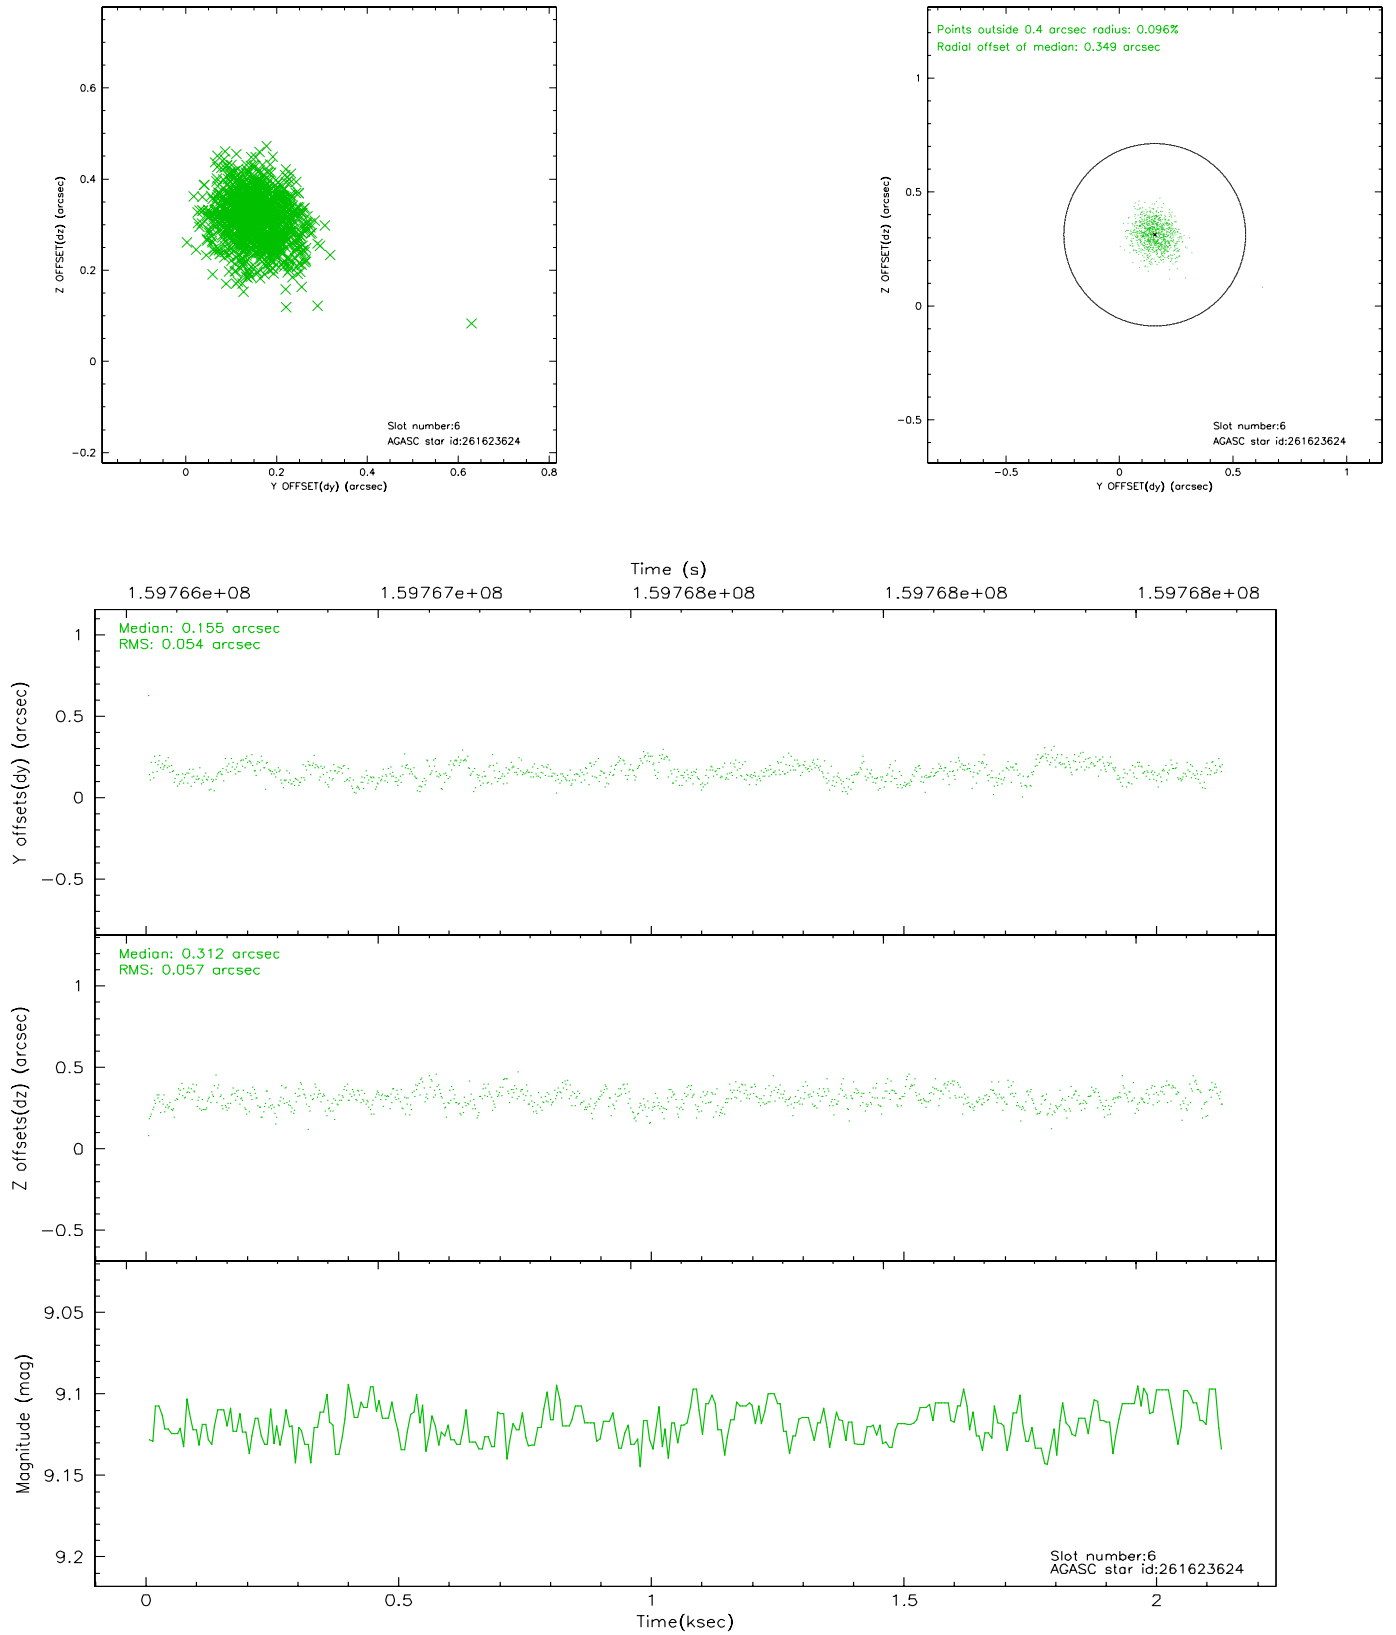 0.6
0.4
0.2
0
−0.2
Z OFFSET(dz) (arcsec)
Slot number:6
AGASC star id:261623624
0 0.2 0.4 0.6 0.8
Y OFFSET(dy) (arcsec)
Points outside 0.4 arcsec radius: 0.096%
Radial offset of median: 0.349 arcsec
1
0.5
0
−0.5
Z OFFSET(dz) (arcsec)
Slot number:6
AGASC star id:261623624
−0.5 0 0.5 1
Y OFFSET(dy) (arcsec)
Time (s)
1.59766e+08 1.59767e+08 1.59768e+08 1.59768e+08 1.59768e+08
Median: 0.155 arcsec
RMS: 0.054 arcsec
1
0.5
0
−0.5
Y offsets(dy) (arcsec)
Median: 0.312 arcsec
RMS: 0.057 arcsec
1
0.5
0
−0.5
Z offsets(dz) (arcsec)
9.05
9.1
9.15
9.2
Magnitude (mag)
Slot number:6
AGASC star id:261623624
0 0.5 1 1.5 2
Time(ksec)